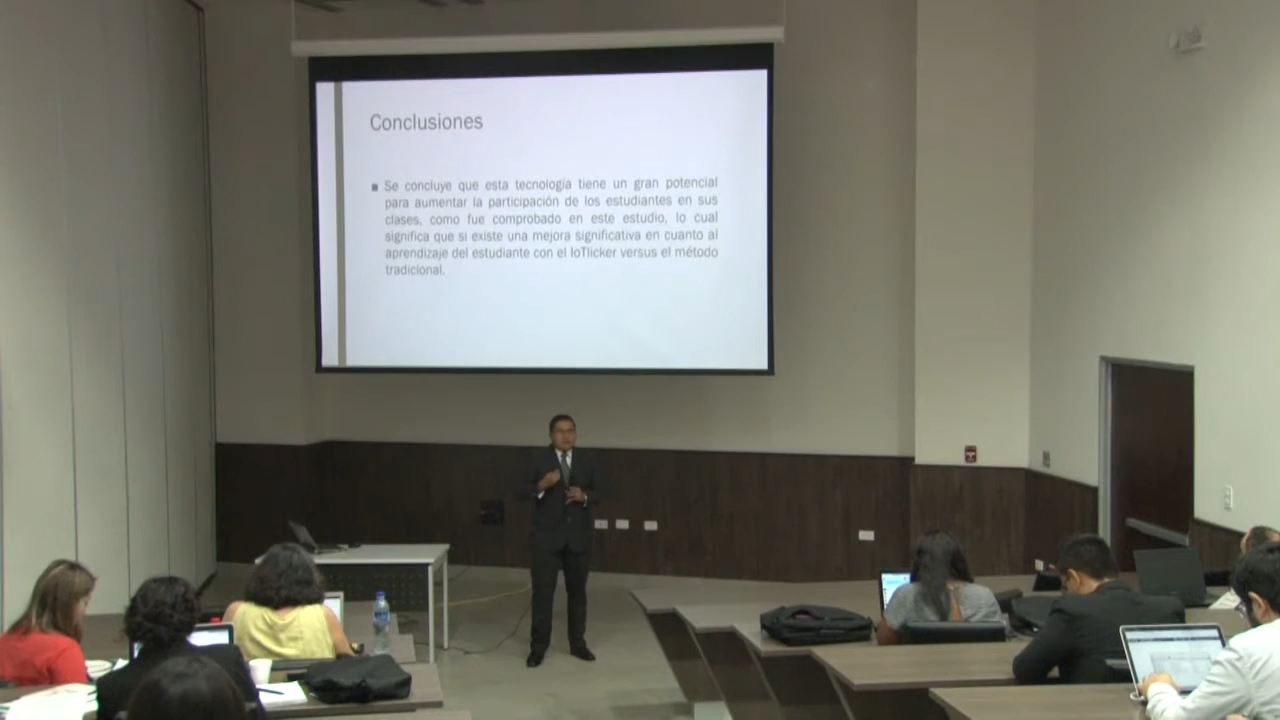 Conclusiones
■ Se concluye que esta tecnología tiene un gran potencial
para aumentar la participación de los estudiantes en sus
clases, como fue comprobado en este estudio, lo cual
significa que si existe una mejora significativa en cuanto al
aprendizaje del estudiante con el IoTlicker versus el método
tradicional.